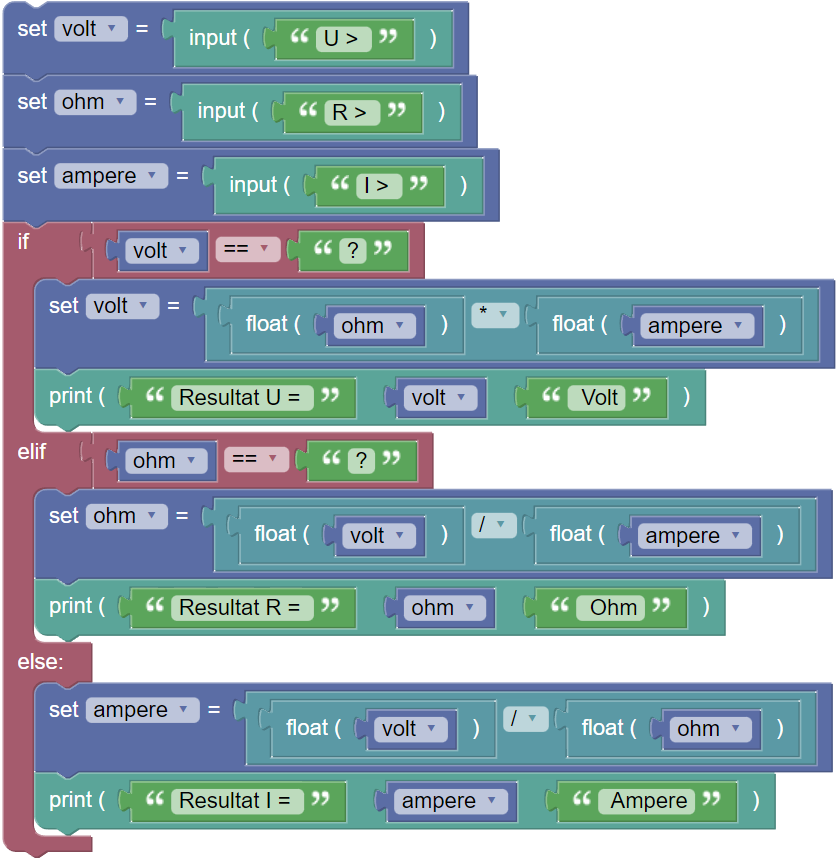 set volt = input ( “ U > ” )
set ohm = input ( “ R > ” )
set ampere = input ( “ I > ” )
if volt == “ ? ”
set volt = float ( ohm ) * float ( ampere )
print ( “ Resultat U = ” volt “ Volt ” )
elif ohm == “ ? ”
set ohm = float ( volt ) / float ( ampere )
print ( “ Resultat R = ” ohm “ Ohm ” )
else:
set ampere = float ( volt ) / float ( ohm )
print ( “ Resultat I = ” ampere “ Ampere ” )